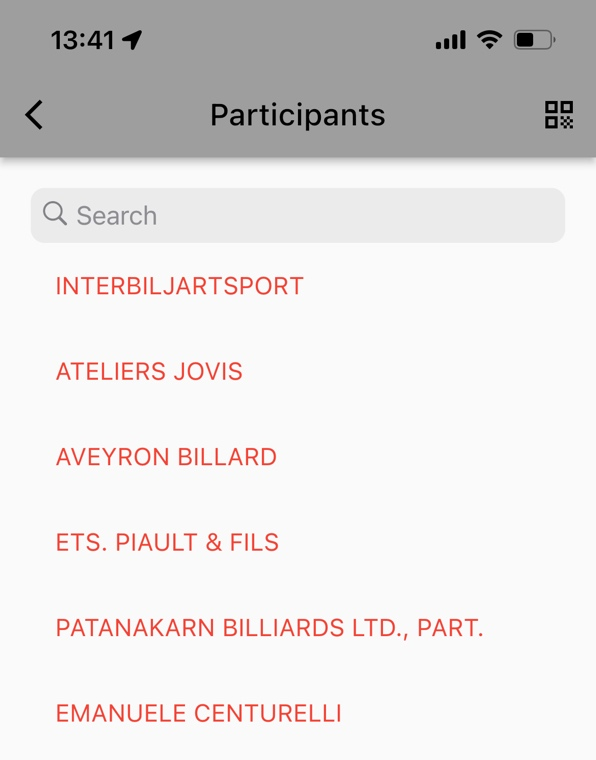 13:41
Participants
Search
INTERBILJARTSPORT
ATELIERS JOVIS
AVEYRON BILLARD
ETS. PIAULT & FILS
PATANAKARN BILLIARDS LTD., PART.
EMANUELE CENTURELLI